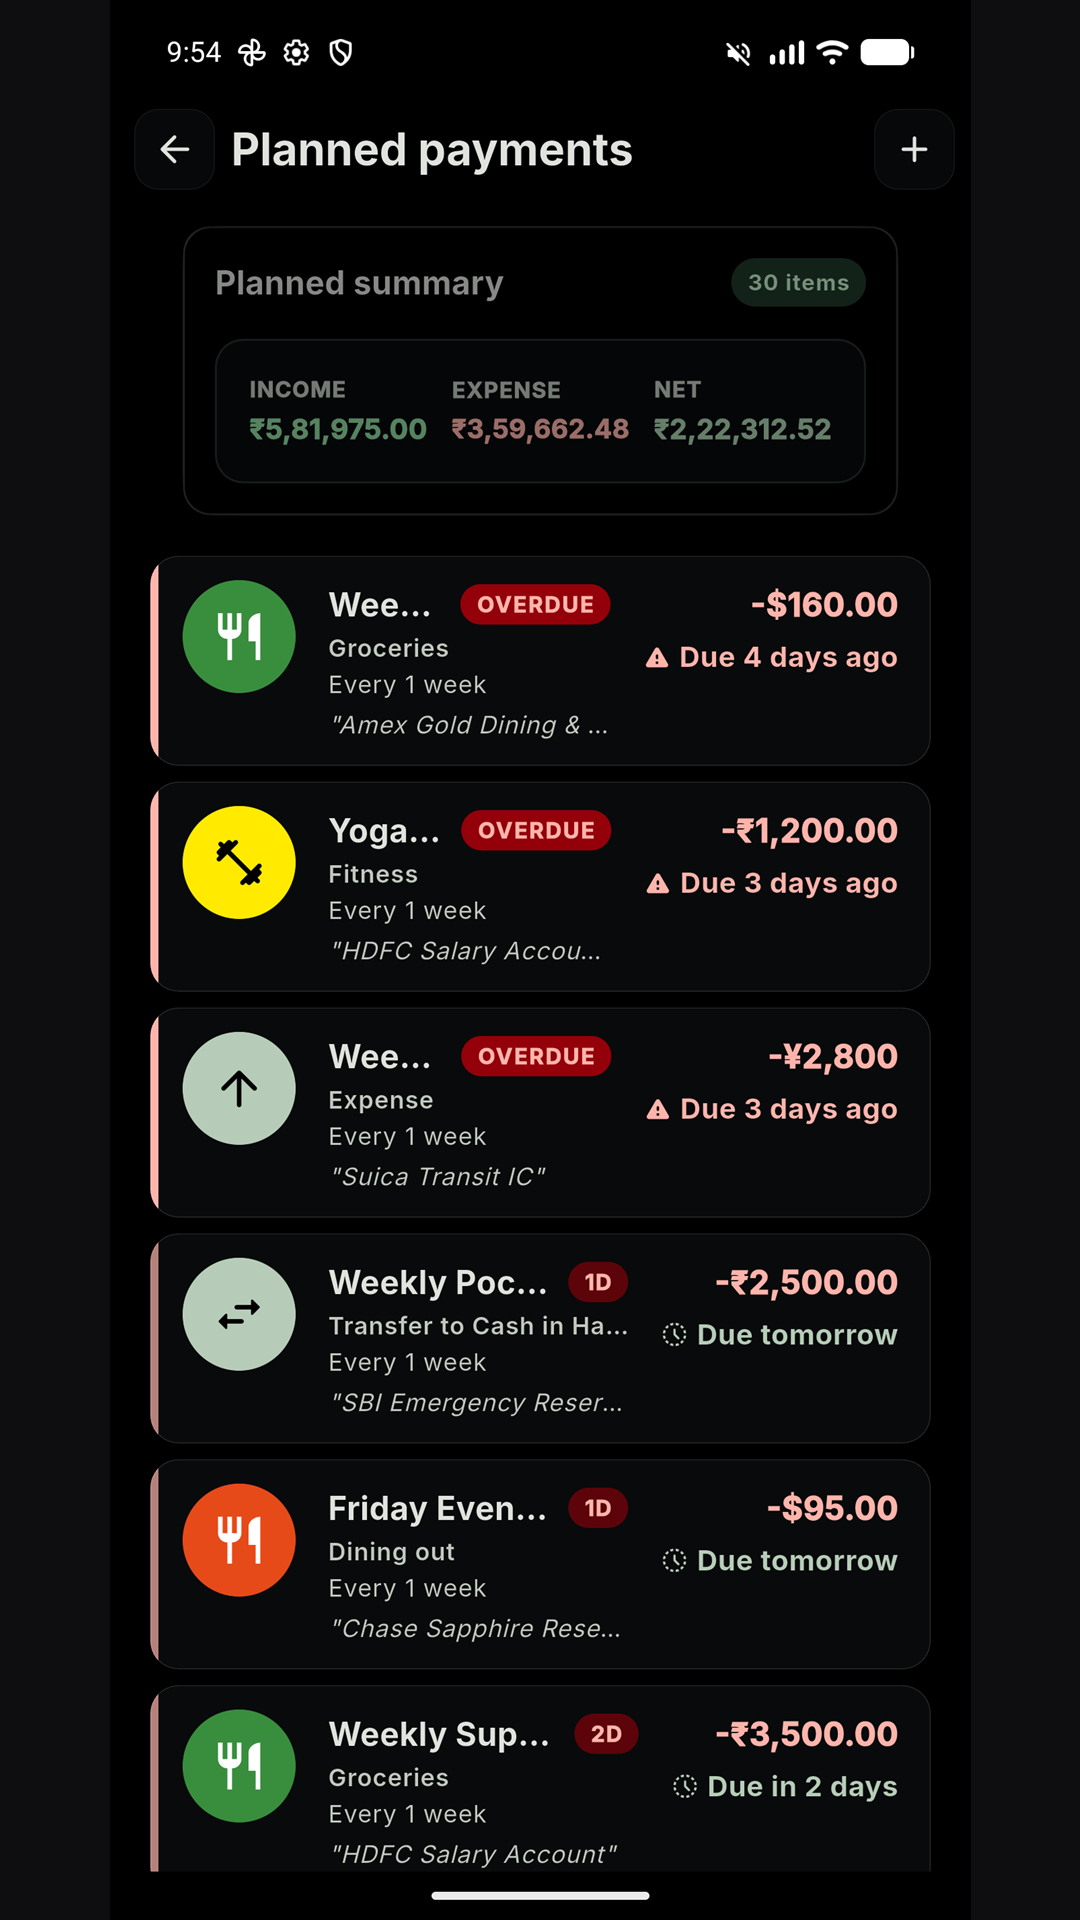 9:54
Planned payments
Planned summary
30 items
INCOME EXPENSE NET
₹5,81,975.00 ₹3,59,662.48 ₹2,22,312.52
Wee... OVERDUE -$160.00
Groceries Due 4 days ago
Every 1 week
"Amex Gold Dining & ...
Yoga... OVERDUE -₹1,200.00
Fitness Due 3 days ago
Every 1 week
"HDFC Salary Accou...
Wee... OVERDUE -¥2,800
Expense Due 3 days ago
Every 1 week
"Suica Transit IC"
Weekly Poc... 1D -₹2,500.00
Transfer to Cash in Ha... Due tomorrow
Every 1 week
"SBI Emergency Reser...
Friday Even... 1D -$95.00
Dining out Due tomorrow
Every 1 week
"Chase Sapphire Rese...
Weekly Sup... 2D -₹3,500.00
Groceries Due in 2 days
Every 1 week
"HDFC Salary Account"